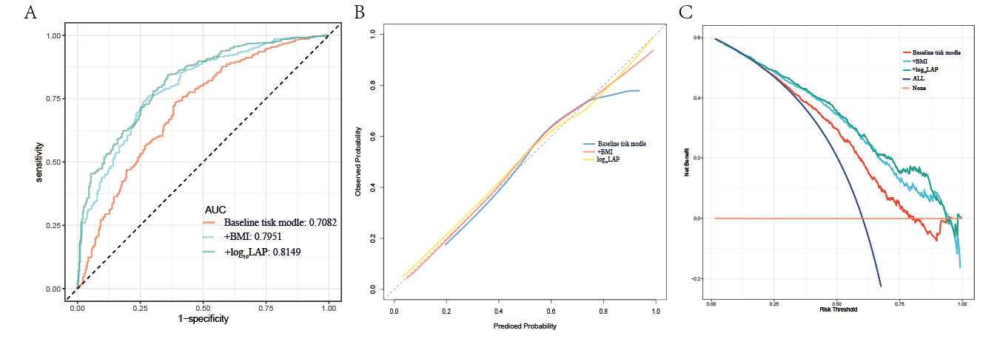 A
1.00
0.75
0.50
0.25
0.00
sensitivity
0.00 0.25 0.50 0.75 1.00
1−specificity
AUC
Baseline tisk modle: 0.7082
+BMI: 0.7951
+log₁₀LAP: 0.8149
B
1.0
0.8
0.6
0.4
0.2
0.0
Observed Probability
0.0 0.2 0.4 0.6 0.8 1.0
Prediced Probability
Baseline tisk modle
+BMI
log₁₀LAP
C
0.6
0.4
0.2
0.0
−0.2
Net Benefit
0.00 0.25 0.50 0.75 1.00
Risk Threshold
Baseline tisk modle
+BMI
+log₁₀LAP
ALL
None